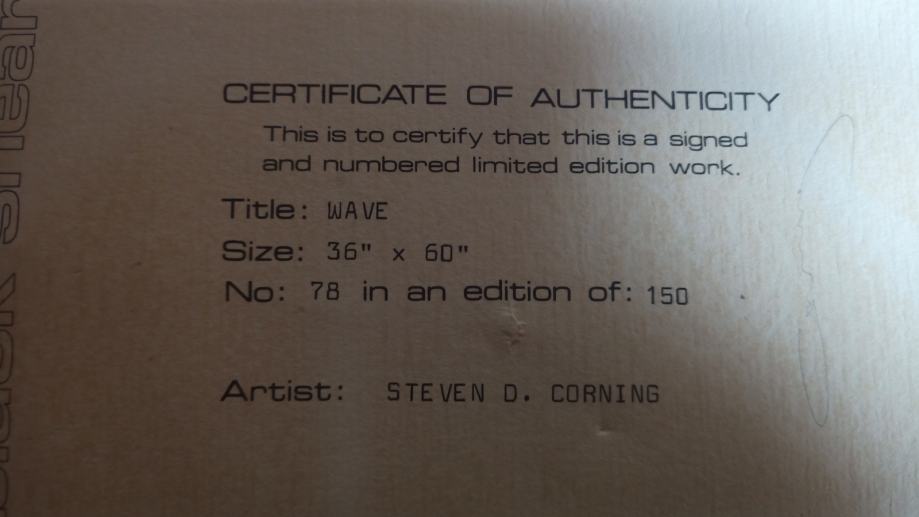 CERTIFICATE OF AUTHENTICITY
This is to certify that this is a signed
and numbered limited edition work.
Title: WAVE
Size: 36" x 60"
No: 78 in an edition of: 150
Artist: STEVEN D. CORNING